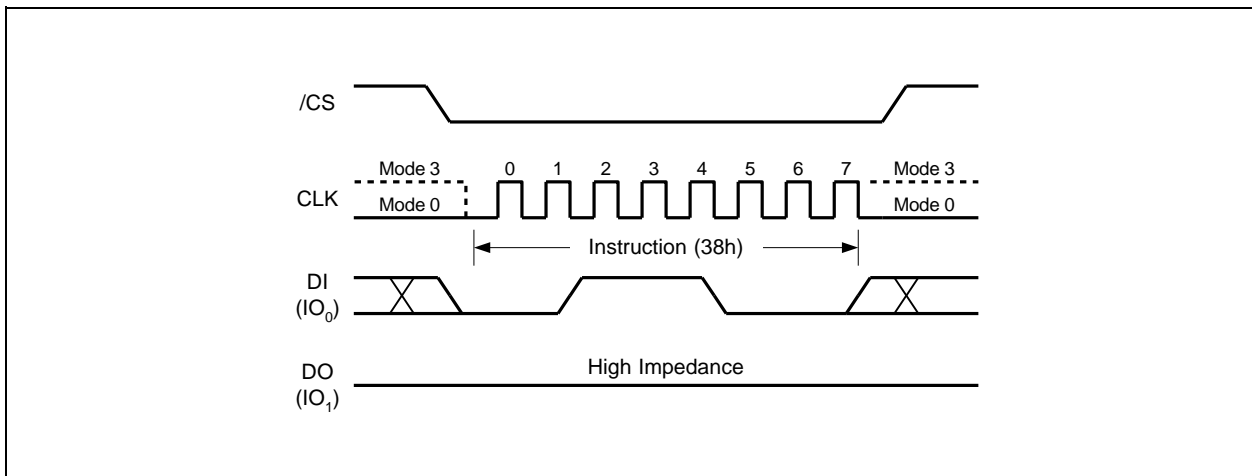 /CS
Mode 3 0 1 2 3 4 5 6 7 Mode 3
CLK
Mode 0 Mode 0
Instruction (38h)
DI
(IO0)
High Impedance
DO
(IO1)